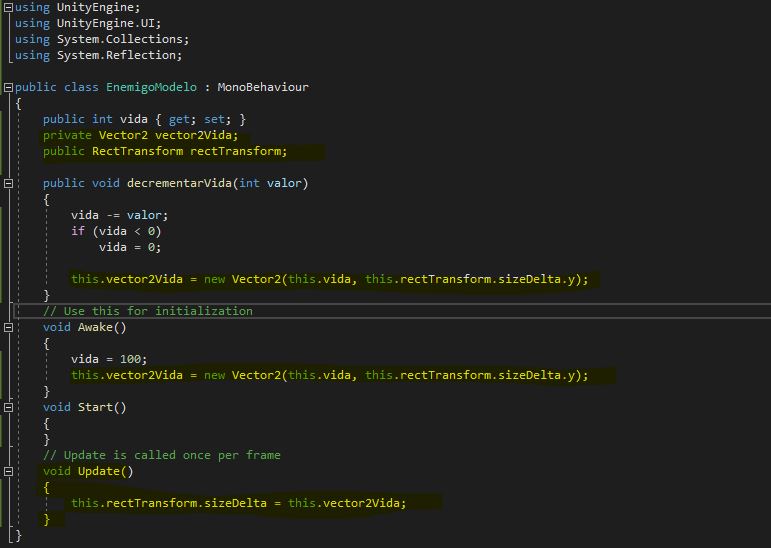 using UnityEngine;
using UnityEngine.UI;
using System.Collections;
using System.Reflection;
public class EnemigoModelo : MonoBehaviour
{
public int vida { get; set; }
private Vector2 vector2Vida;
public RectTransform rectTransform;
public void decrementarVida(int valor)
{
vida -= valor;
if (vida < 0)
vida = 0;
this.vector2Vida = new Vector2(this.vida, this.rectTransform.sizeDelta.y);
}
// Use this for initialization
void Awake()
{
vida = 100;
this.vector2Vida = new Vector2(this.vida, this.rectTransform.sizeDelta.y);
}
void Start()
{
}
// Update is called once per frame
void Update()
{
this.rectTransform.sizeDelta = this.vector2Vida;
}
}